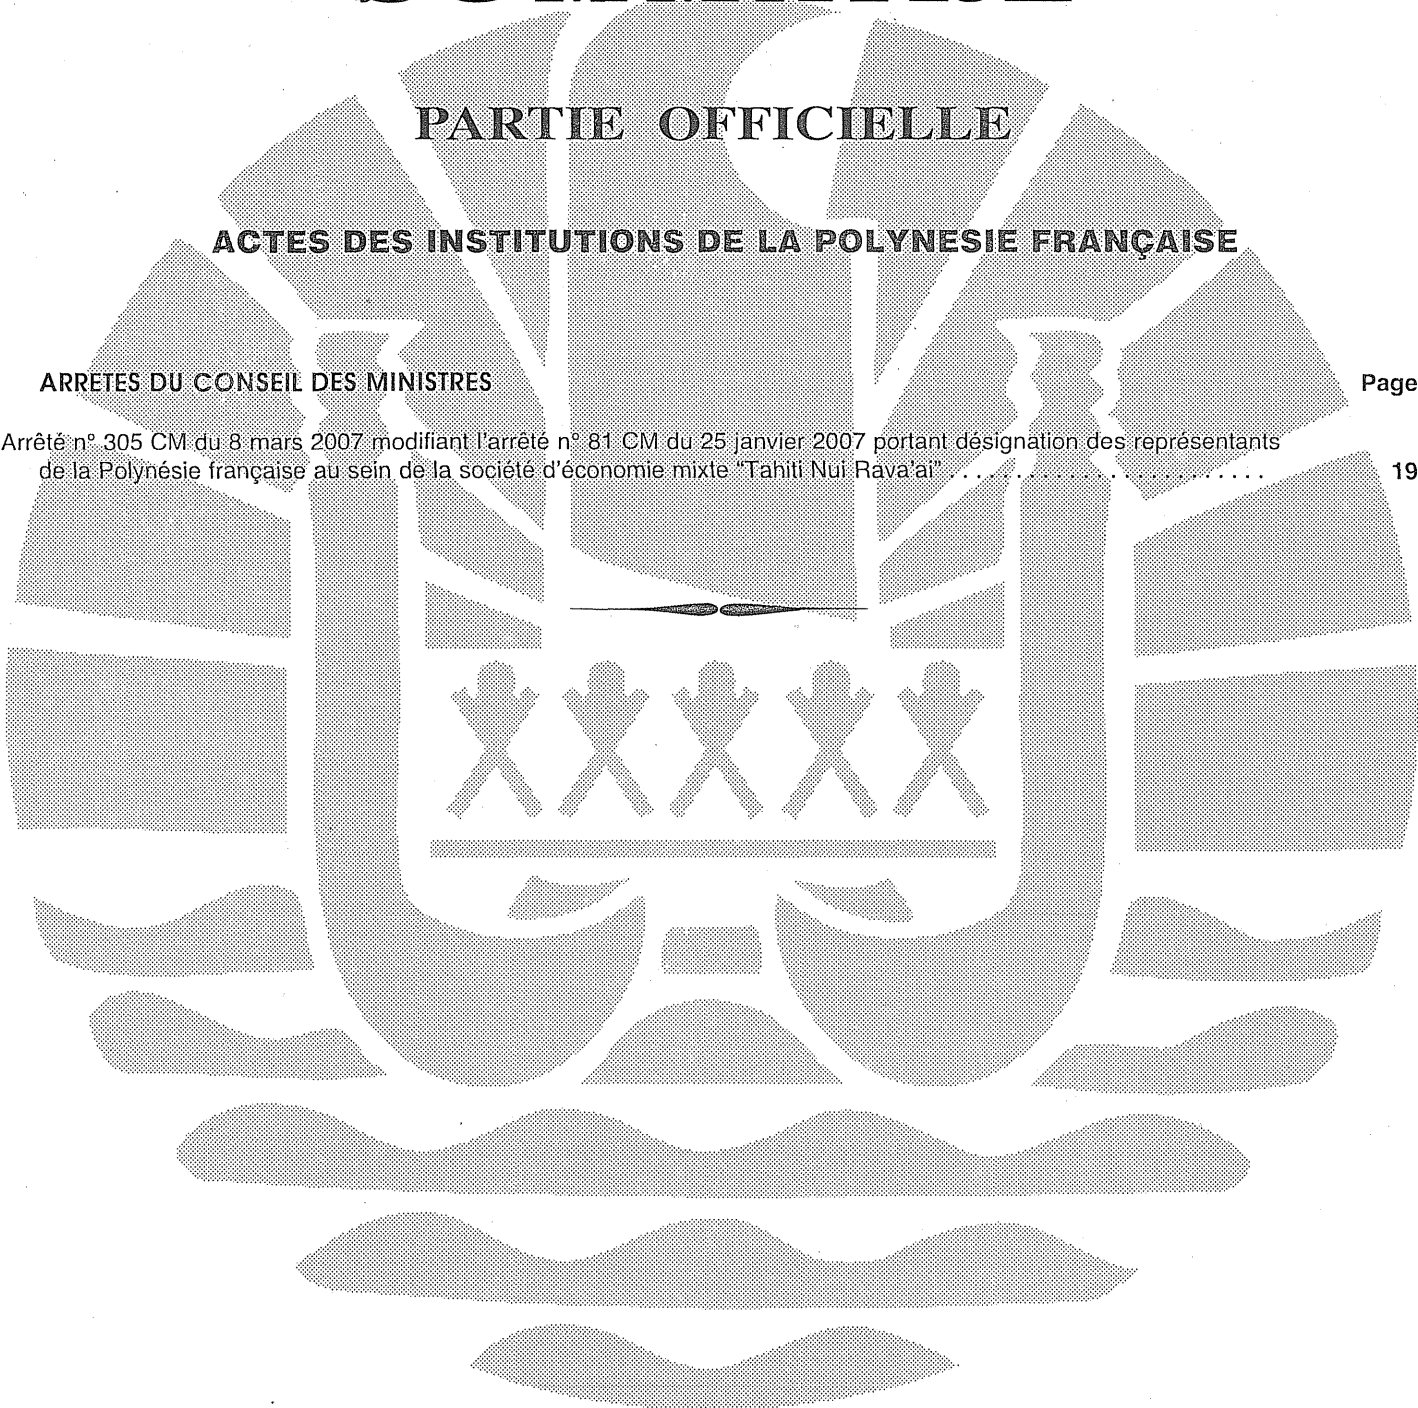 PARTIE OFFICIELLE
ACTES DES INSTITUTIONS DE LA POLYNESIE FRANÇAISE
ARRETES DU CONSEIL DES MINISTRES Page
Arrêté n° 305 CM du 8 mars 2007 modifiant l'arrêté n° 81 CM du 25 janvier 2007 portant désignation des représentants
de la Polynésie française au sein de la société d'économie mixte "Tahiti Nui Rava'ai" . . . . . . . . . . . . . . . . . . . . . . . . 19